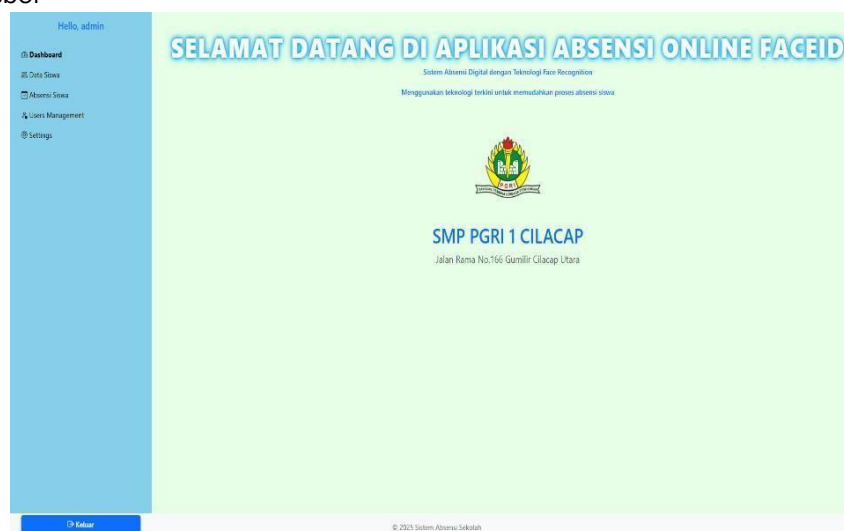 Hello, admin
Dashboard
Data Siswa
Absensi Siswa
Users Management
Settings
Keluar
SELAMAT DATANG DI APLIKASI ABSENSI ONLINE FACEID
Sistem Absensi Digital dengan Teknologi Face Recognition
Menggunakan teknologi terkini untuk memudahkan proses absensi siswa
PGRI
SMP PGRI 1 CILACAP
Jalan Rama No.166 Gumilir Cilacap Utara
© 2025 Sistem Absensi Sekolah